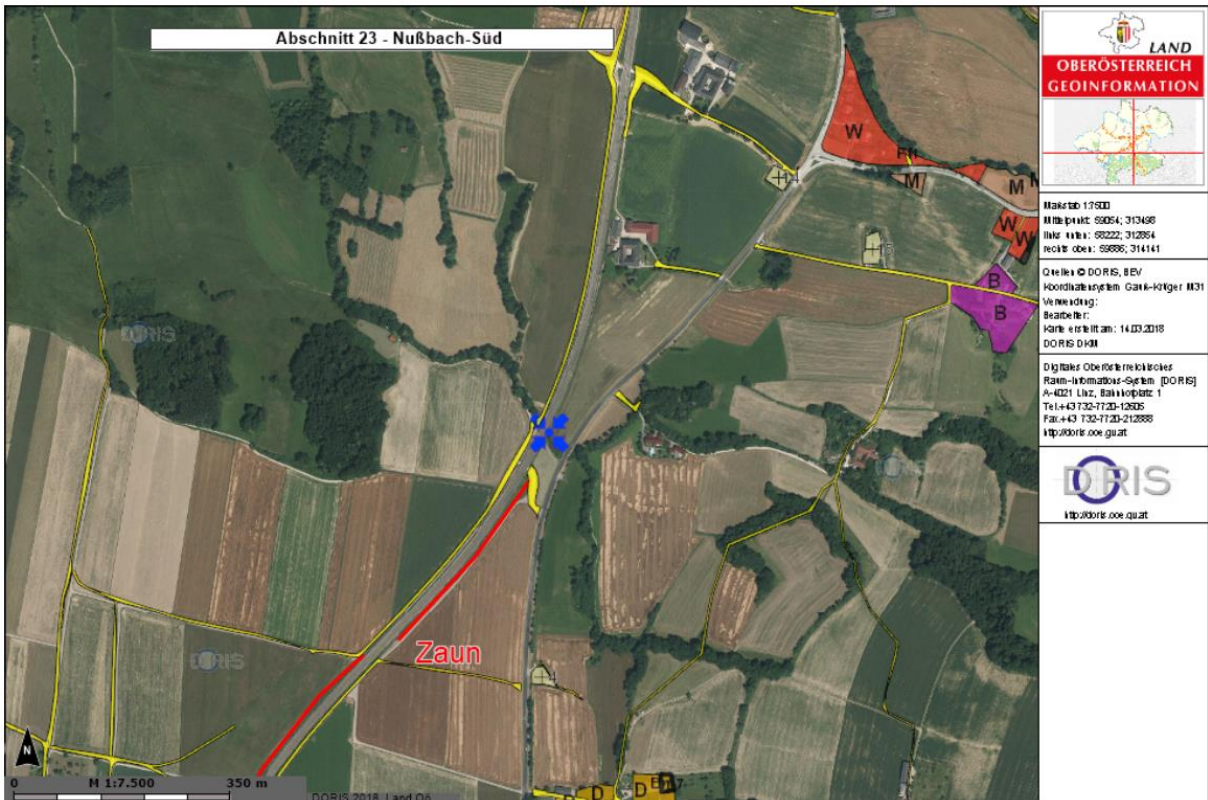 Abschnitt 23 - Nußbach-Süd
LAND
OBERÖSTERREICH
GEOINFORMATION
Maßstab 1:7500
Mittelpunkt: 59054; 313498
links unten: 58222; 312854
rechts oben: 59886; 314141
Quellen © DORIS, BEV
Koordinatensystem Gauß-Krüger M31
Verwendung:
Bearbeiter:
Karte erstellt am: 14.03.2018
DORIS DKM
Digitales Oberösterreichisches
Raum-Informations-System [DORIS]
A-4021 Linz, Bahnhofplatz 1
Tel.+43 732-7720-12605
Fax.+43 732-7720-212888
http://doris.ooe.gv.at
DORIS
http://doris.ooe.gv.at
W
M
M
W
W
B
B
DORIS
DORIS
DORIS
Zaun
D
D
N
0 M 1:7.500 350 m
DORIS 2018, Land Oö